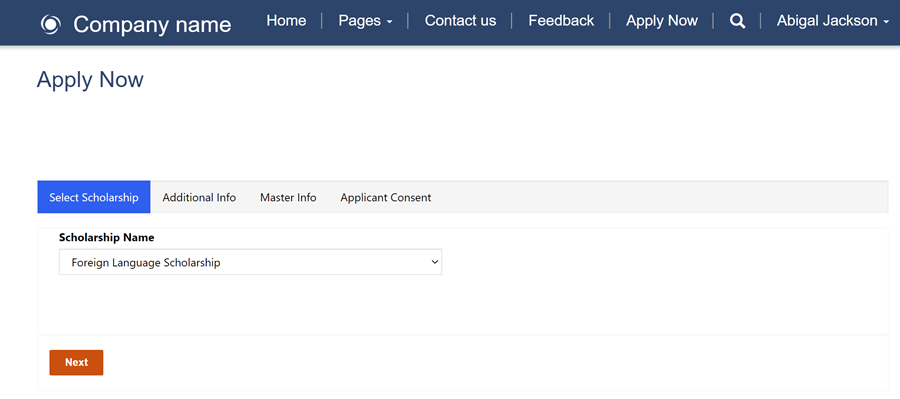 Company name
Home
Pages
Contact us
Feedback
Apply Now
Abigal Jackson
Apply Now
Select Scholarship
Additional Info
Master Info
Applicant Consent
Scholarship Name
Foreign Language Scholarship
Next